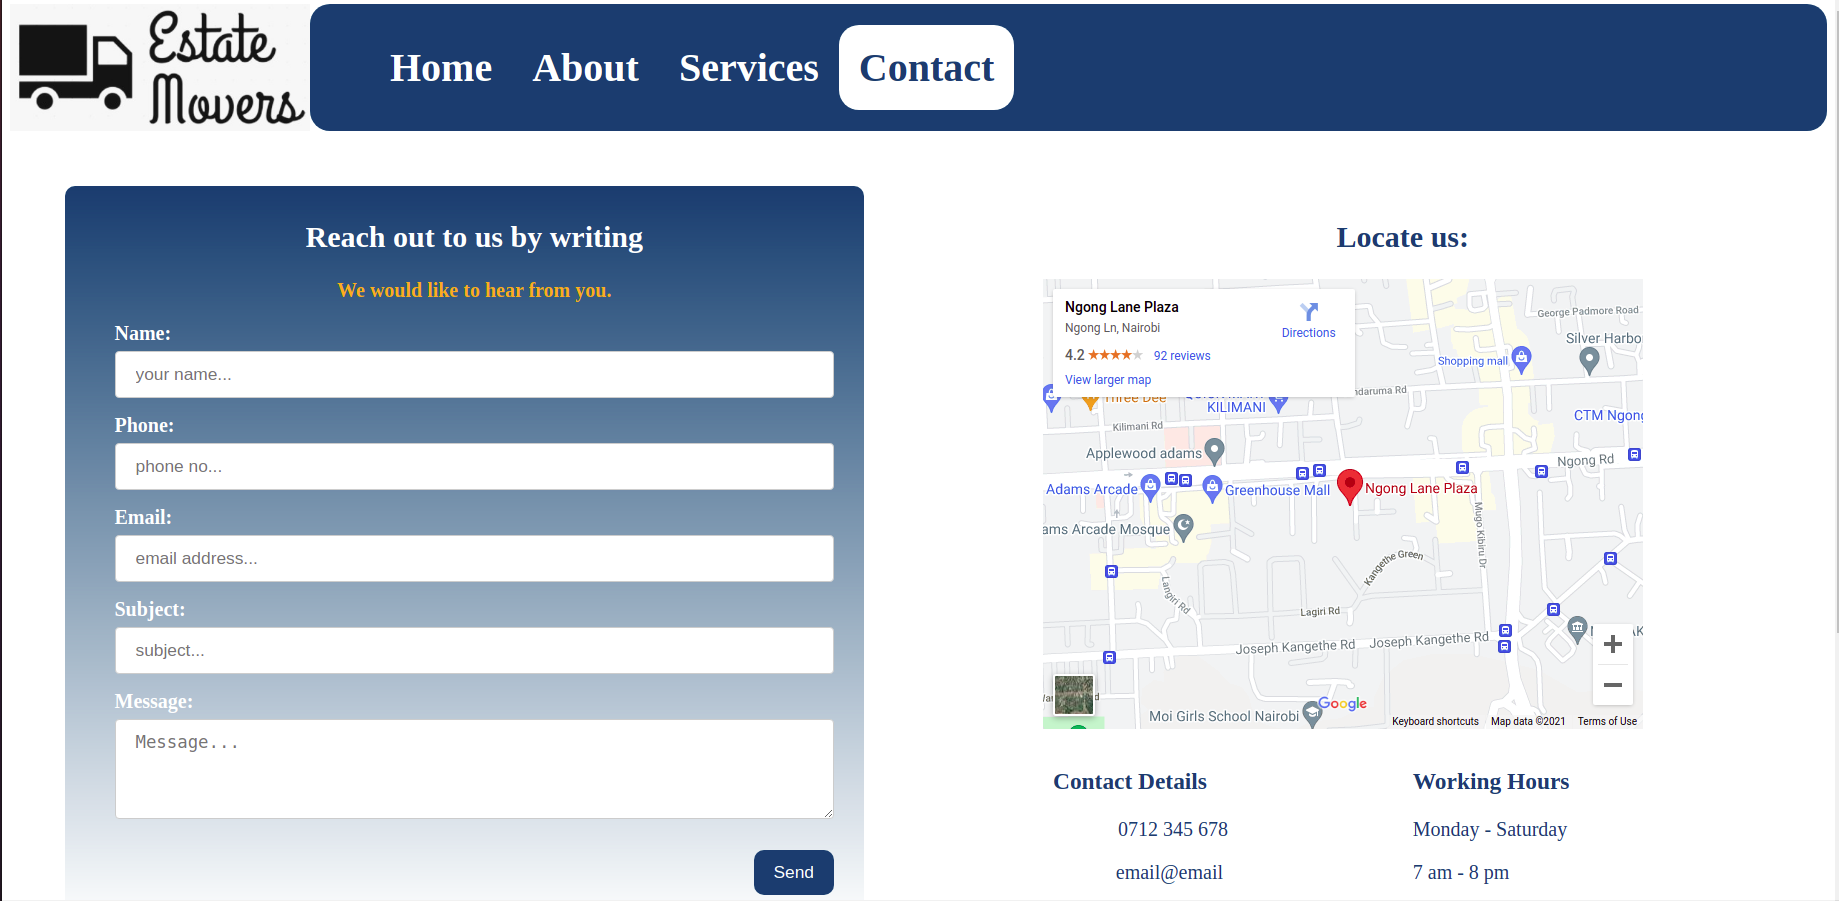 Estate
Movers
Home
About
Services
Contact
Reach out to us by writing
We would like to hear from you.
Name:
your name...
Phone:
phone no...
Email:
email address...
Subject:
subject...
Message:
Message...
Send
Locate us:
Ngong Lane Plaza
Ngong Ln, Nairobi
4.2
92 reviews
View larger map
Directions
George Padmore Road
Silver Harbo
Shopping mall
ndaruma Rd
Three Dee
KILIMANI
CTM Ngong
Kilimani Rd
Applewood adams
Ngong Rd
Adams Arcade
Greenhouse Mall
Ngong Lane Plaza
ams Arcade Mosque
Mugo Kibiru Dr
Kangethe Green
Langiri Rd
Lagiri Rd
Joseph Kangethe Rd
Joseph Kangethe Rd
Moi Girls School Nairobi
Google
Keyboard shortcuts
Map data ©2021
Terms of Use
Contact Details
0712 345 678
email@email
Working Hours
Monday - Saturday
7 am - 8 pm